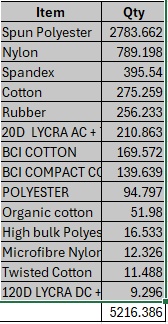 Item Qty
Spun Polyester 2783.662
Nylon 789.198
Spandex 395.54
Cotton 275.259
Rubber 256.233
20D LYCRA AC + 210.863
BCI COTTON 169.572
BCI COMPACT CO 139.639
POLYESTER 94.797
Organic cotton 51.98
High bulk Polyes 16.533
Microfibre Nylon 12.326
Twisted Cotton 11.488
120D LYCRA DC + 9.296
5216.386